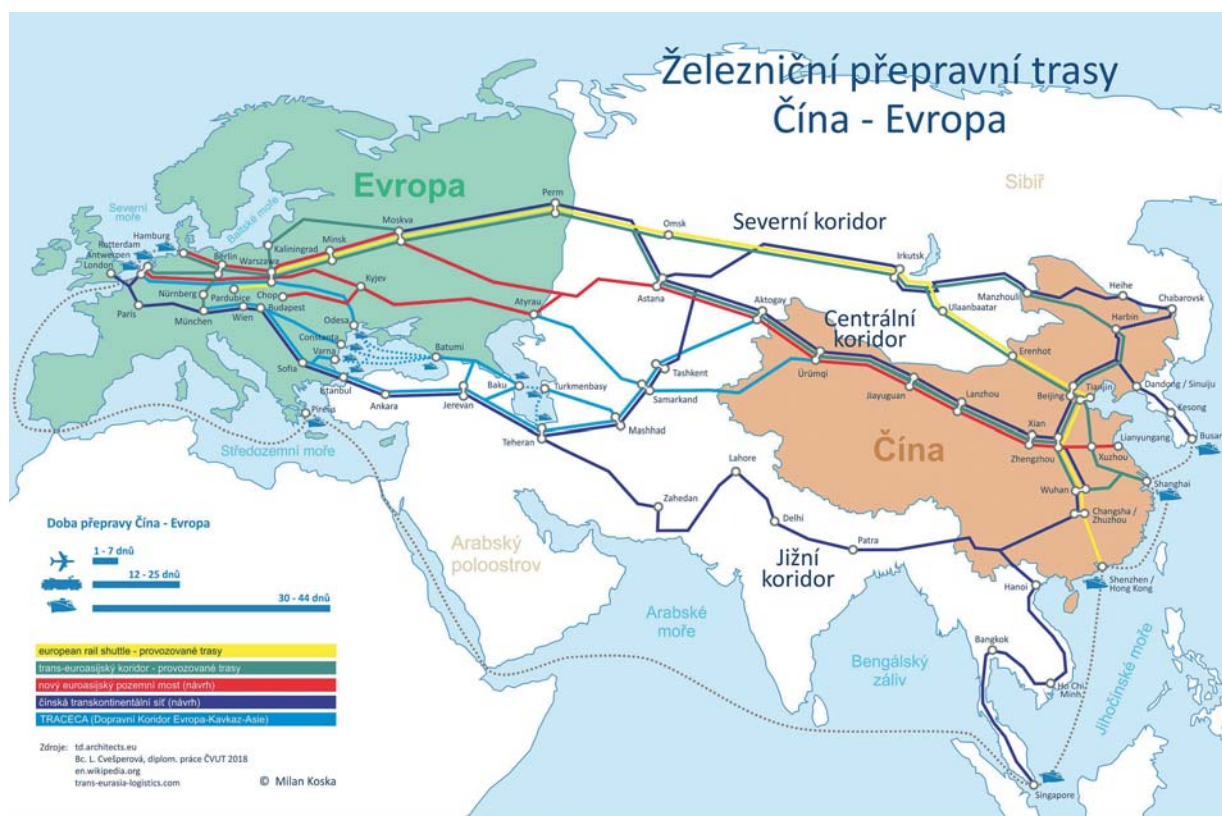 Železniční přepravní trasy
Čína - Evropa
Sibiř
Evropa
Severní
moře
Baltské moře
Perm
Omsk
Severní koridor
Moskva
Minsk
Kaliningrad
Hamburg
Rotterdam
Antwerpen
London
Berlin
Warszawa
Irkutsk
Manzhouli
Heihe
Chabarovsk
Ulaanbaatar
Harbin
Kyjev
Nürnberg
Pardubice
Chop
Budapest
Paris
München
Wien
Atyrau
Astana
Aktogay
Centrální
koridor
Erenhot
Odesa
Constanta
Varna
Batumi
Sofia
Istanbul
Ankara
Jerevan
Baku
Turkmenbasy
Tashkent
Samarkand
Ürümqi
Jiayuguan
Lanzhou
Beijing
Tianjin
Dandong / Sinuiju
Kesong
Busan
Pireus
Teheran
Mashhad
Xian
Zhengzhou
Lianyungang
Xuzhou
Čína
Středozemní moře
Lahore
Zahedan
Delhi
Patra
Wuhan
Shanghai
Changsha /
Zhuzhou
Jižní
koridor
Arabský
poloostrov
Arabské
moře
Bengálský
záliv
Hanoi
Shenzhen /
Hong Kong
Bangkok
Ho Chi
Minh
Jihočínské moře
Singapore
Doba přepravy Čína - Evropa
1 - 7 dnů
12 - 25 dnů
30 - 44 dnů
european rail shuttle - provozované trasy
trans-euroasijský koridor - provozované trasy
nový euroasijský pozemní most (návrh)
čínská transkontinentální síť (návrh)
TRACECA (Dopravní Koridor Evropa-Kavkaz-Asie)
Zdroje: td.architects.eu
Bc. L. Cvešperová, diplom. práce ČVUT 2018
en.wikipedia.org
trans-eurasia-logistics.com
© Milan Koska